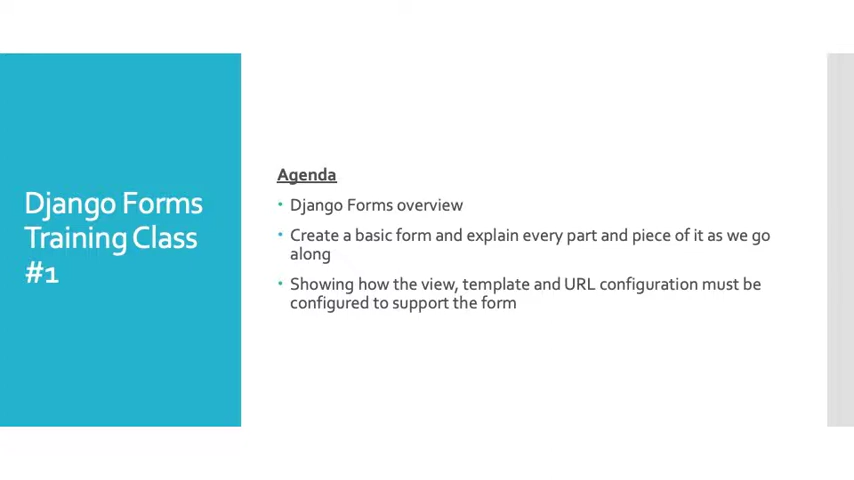 Django Forms
Training Class
#1
Agenda
• Django Forms overview
• Create a basic form and explain every part and piece of it as we go
along
• Showing how the view, template and URL configuration must be
configured to support the form